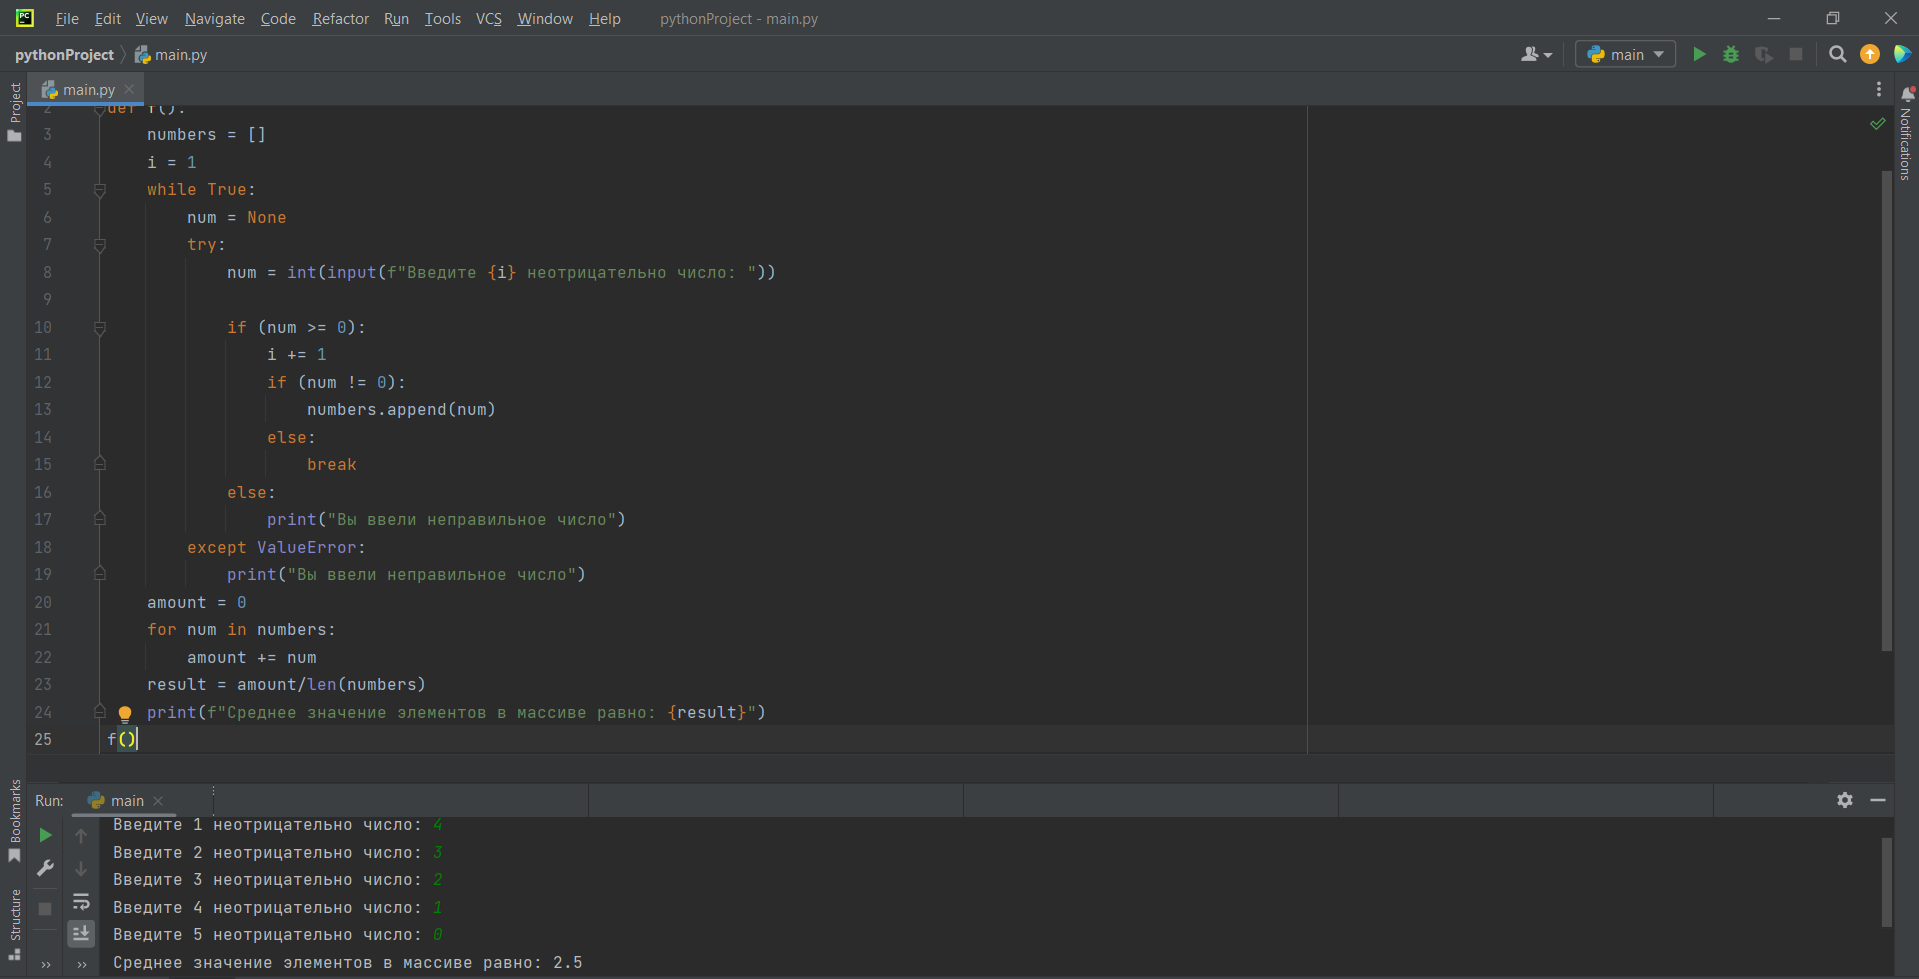 PC File Edit View Navigate Code Refactor Run Tools VCS Window Help pythonProject - main.py
pythonProject main.py main
Project
main.py
Notifications
2 def f():
3 numbers = []
4 i = 1
5 while True:
6 num = None
7 try:
8 num = int(input(f"Введите {i} неотрицательно число: "))
9
10 if (num >= 0):
11 i += 1
12 if (num != 0):
13 numbers.append(num)
14 else:
15 break
16 else:
17 print("Вы ввели неправильное число")
18 except ValueError:
19 print("Вы ввели неправильное число")
20 amount = 0
21 for num in numbers:
22 amount += num
23 result = amount/len(numbers)
24 print(f"Среднее значение элементов в массиве равно: {result}")
25 f()
Bookmarks
Structure
Run: main
Введите 1 неотрицательно число: 4
Введите 2 неотрицательно число: 3
Введите 3 неотрицательно число: 2
Введите 4 неотрицательно число: 1
Введите 5 неотрицательно число: 0
Среднее значение элементов в массиве равно: 2.5